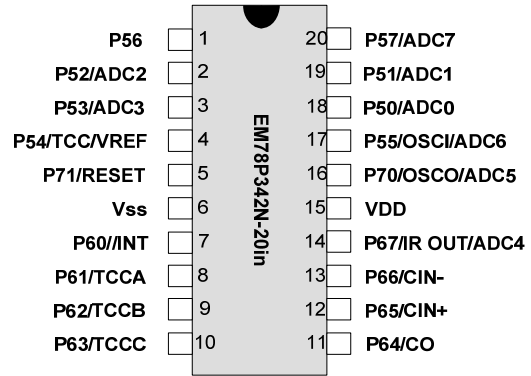 P56 1 20 P57/ADC7
P52/ADC2 2 19 P51/ADC1
P53/ADC3 3 18 P50/ADC0
P54/TCC/VREF 4 17 P55/OSCI/ADC6
P71/RESET 5 16 P70/OSCO/ADC5
Vss 6 15 VDD
P60//INT 7 14 P67/IR OUT/ADC4
P61/TCCA 8 13 P66/CIN-
P62/TCCB 9 12 P65/CIN+
P63/TCCC 10 11 P64/CO
EM78P342N-20in